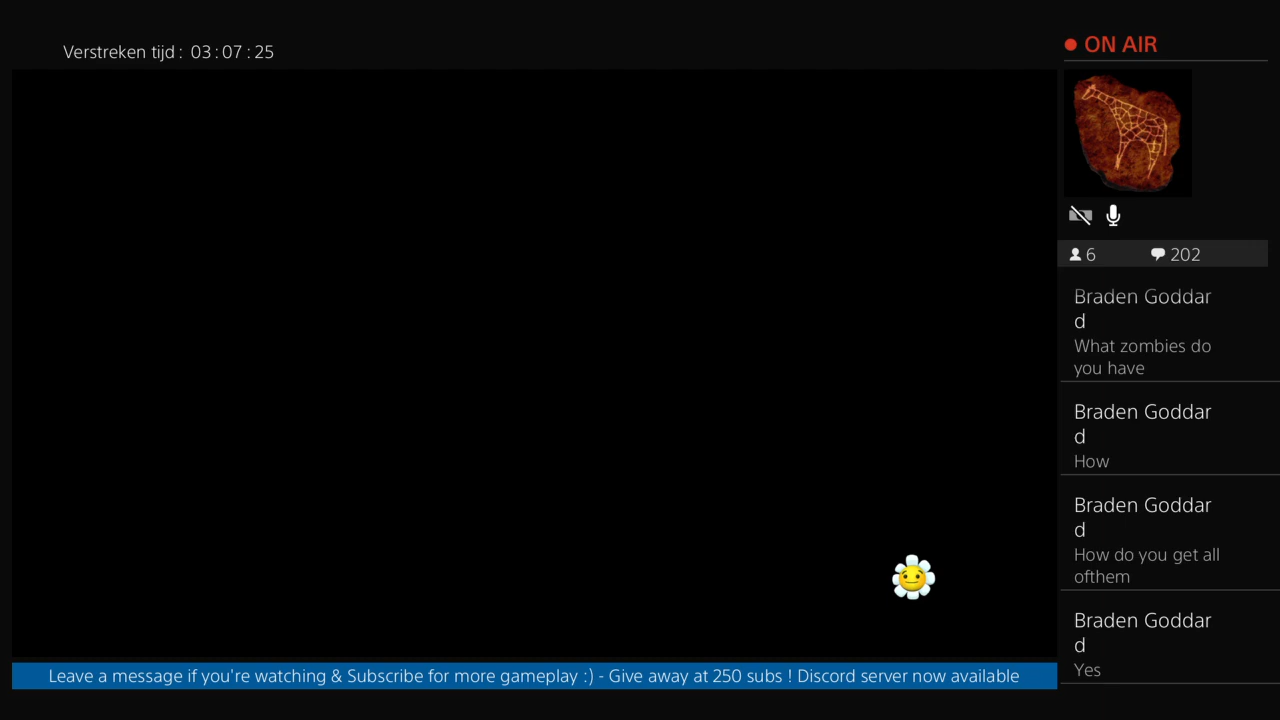 Verstreken tijd : 03 : 07 : 25
ON AIR
6
202
Braden Goddar
d
What zombies do
you have
Braden Goddar
d
How
Braden Goddar
d
How do you get all
ofthem
Braden Goddar
d
Yes
Leave a message if you're watching & Subscribe for more gameplay :) - Give away at 250 subs ! Discord server now available